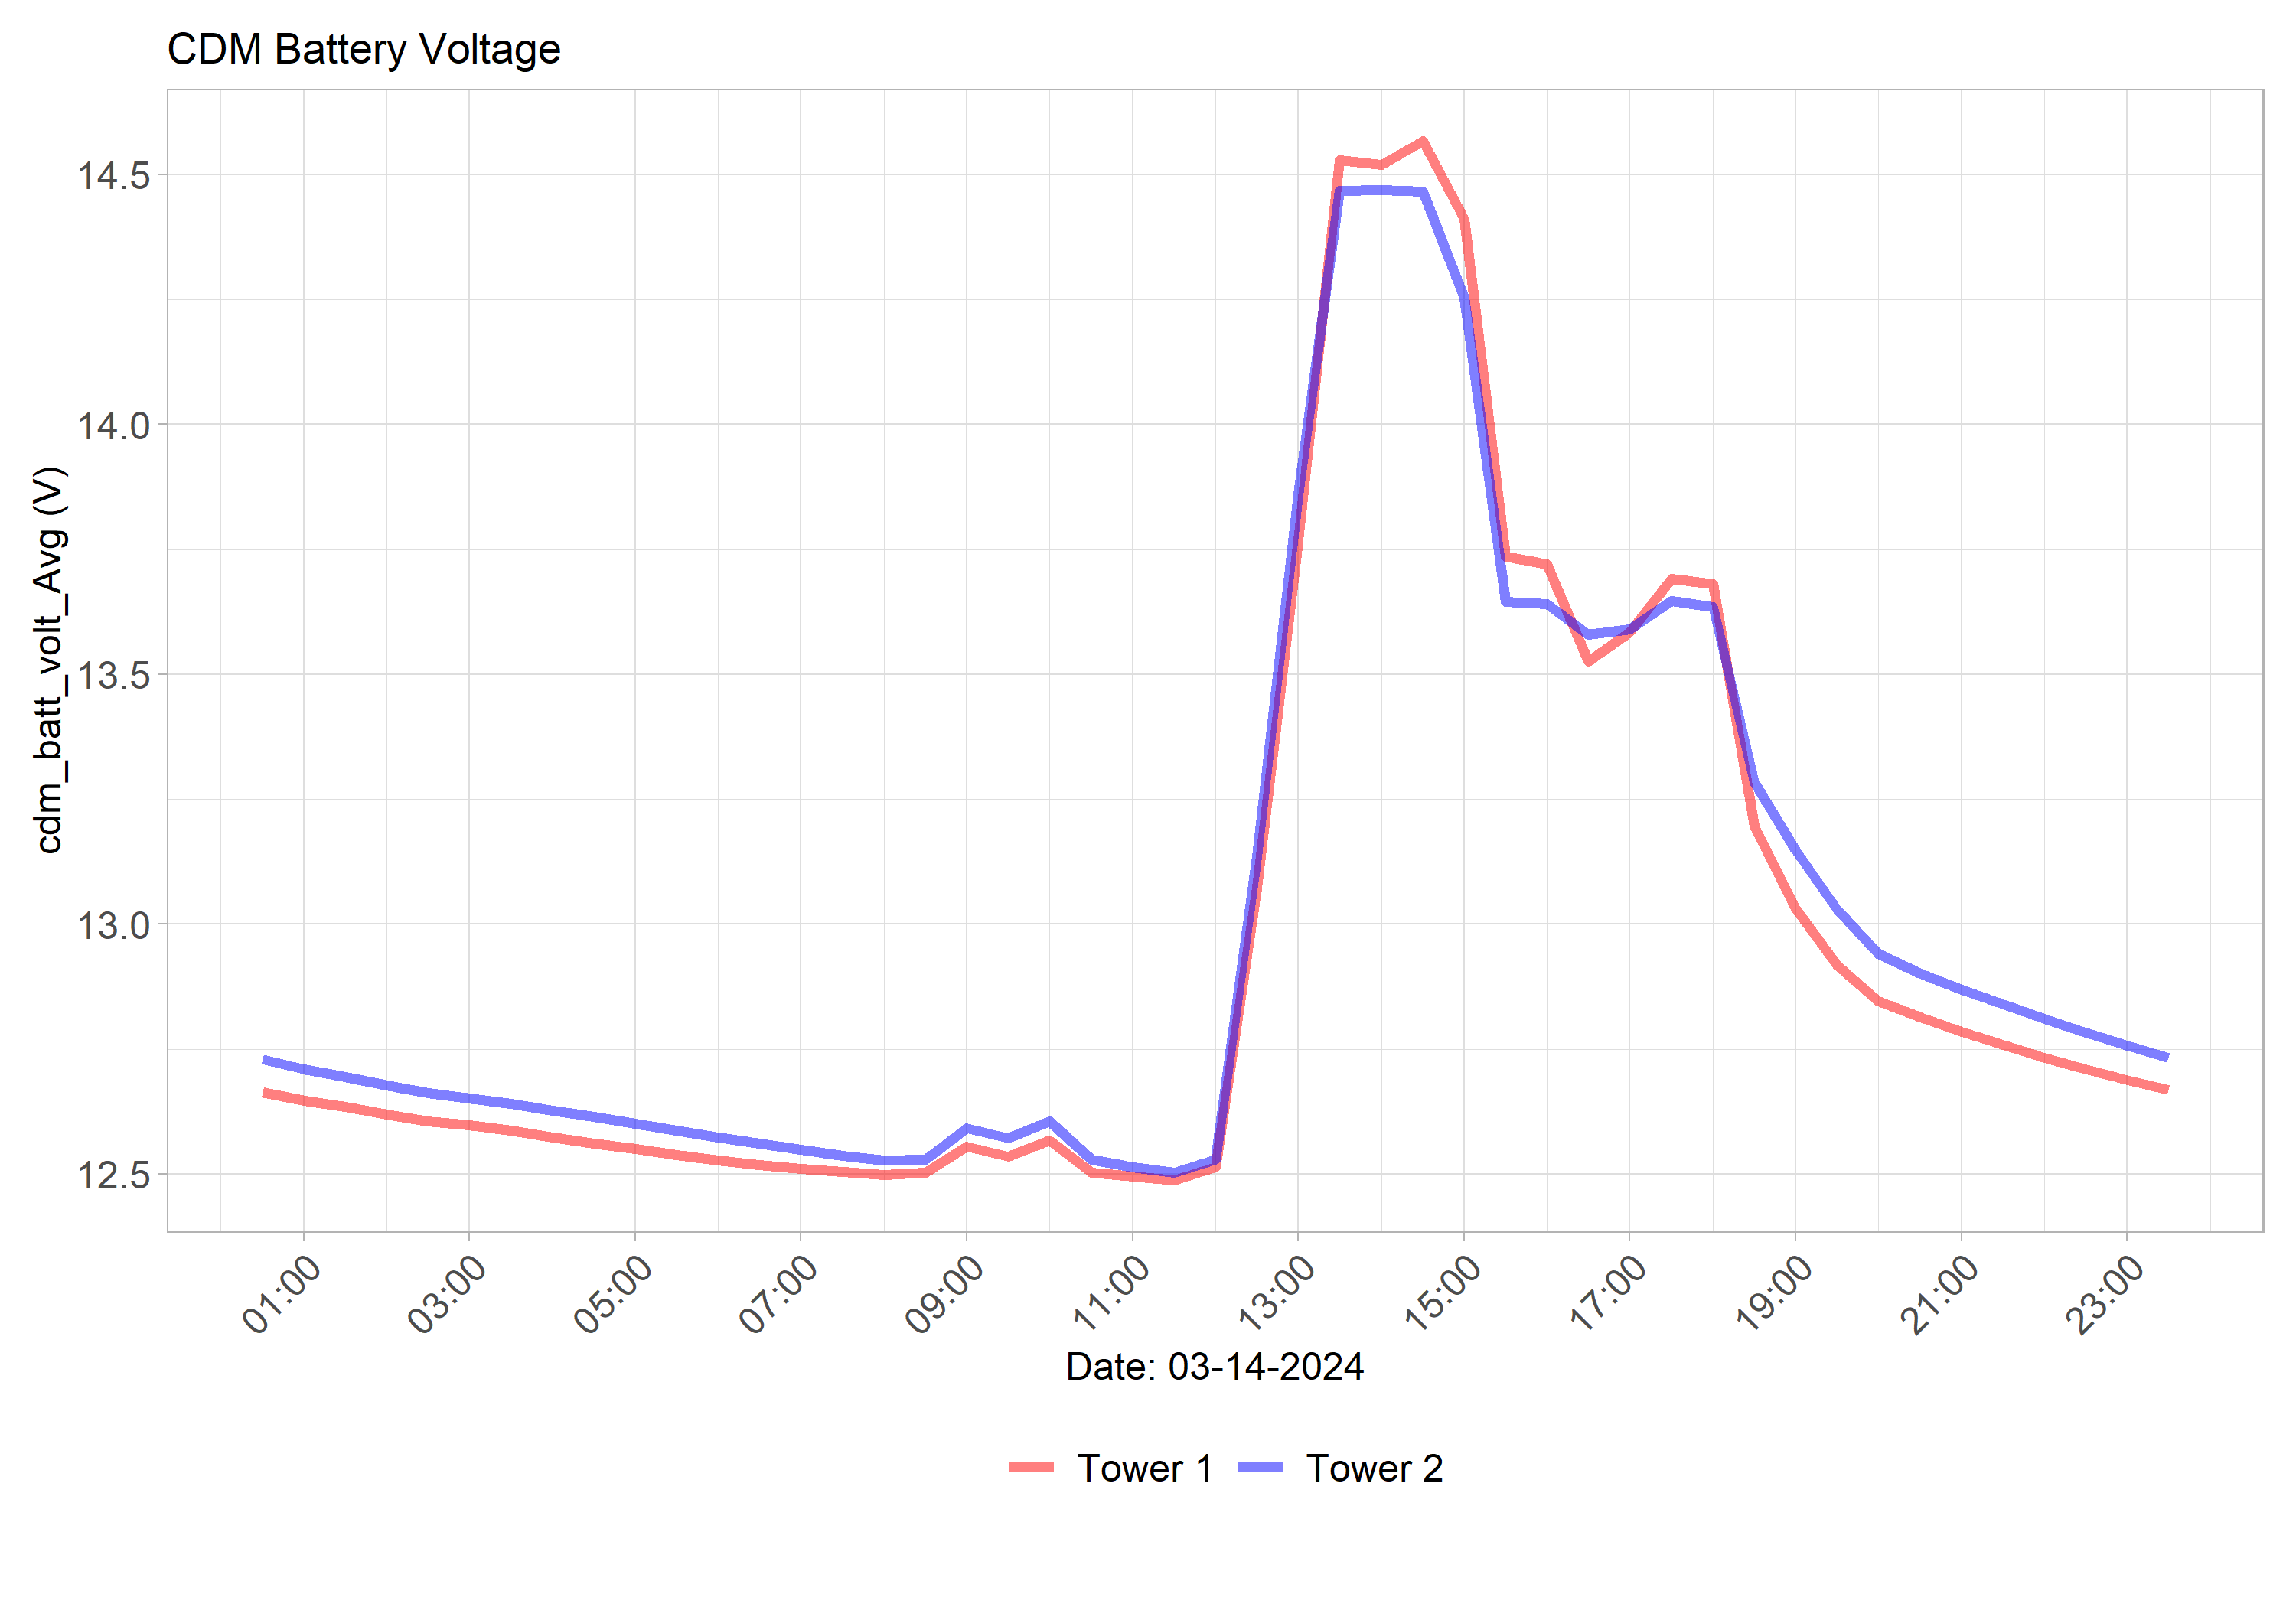 CDM Battery Voltage
cdm_batt_volt_Avg (V)
14.5
14.0
13.5
13.0
12.5
01:00 03:00 05:00 07:00 09:00 11:00 13:00 15:00 17:00 19:00 21:00 23:00
Date: 03-14-2024
Tower 1 Tower 2